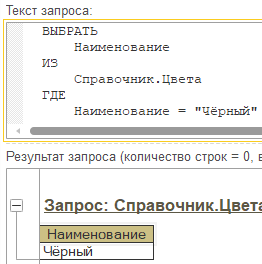 Текст запроса:
ВЫБРАТЬ
Наименование
ИЗ
Справочник.Цвета
ГДЕ
Наименование = "Чёрный"
Результат запроса (количество строк = 0, в
Запрос: Справочник.Цвета
Наименование
Чёрный